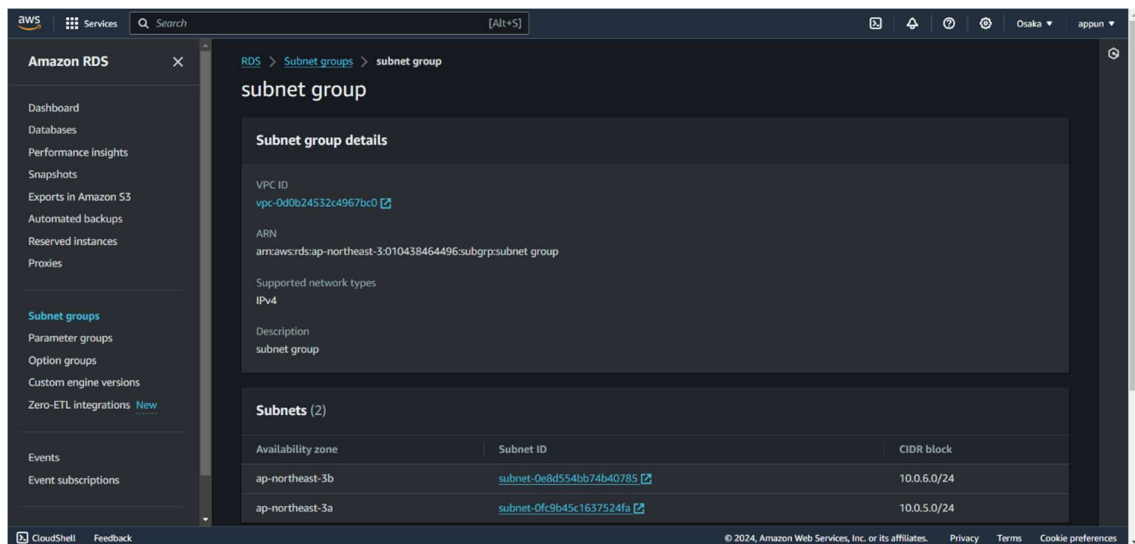 aws Services Search [Alt+S] Osaka appun
Amazon RDS
Dashboard
Databases
Performance insights
Snapshots
Exports in Amazon S3
Automated backups
Reserved instances
Proxies
Subnet groups
Parameter groups
Option groups
Custom engine versions
Zero-ETL integrations New
Events
Event subscriptions
RDS > Subnet groups > subnet group
subnet group
Subnet group details
VPC ID
vpc-0d0b24532c4967bc0
ARN
arn:aws:rds:ap-northeast-3:010438464496:subgrp:subnet group
Supported network types
IPv4
Description
subnet group
Subnets (2)
Availability zone Subnet ID CIDR block
ap-northeast-3b subnet-0e8d554bb74b40785 10.0.6.0/24
ap-northeast-3a subnet-0fc9b45c1637524fa 10.0.5.0/24
CloudShell Feedback © 2024, Amazon Web Services, Inc. or its affiliates. Privacy Terms Cookie preferences